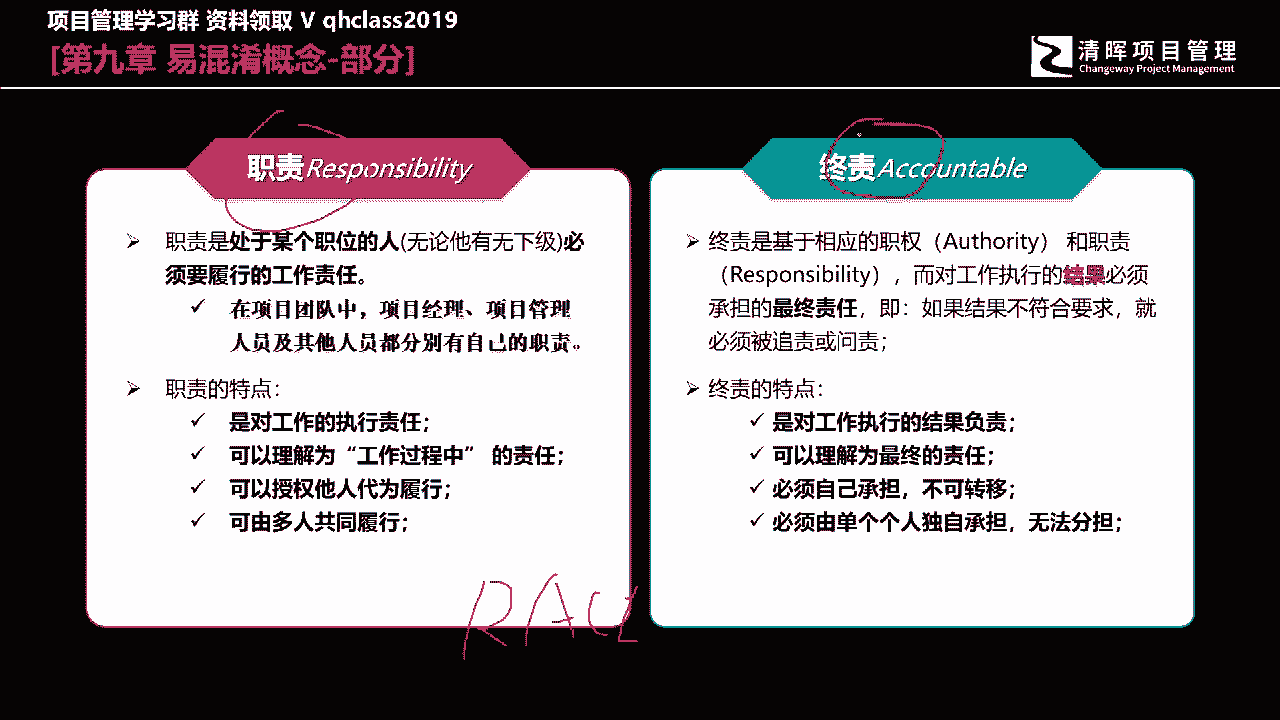 项目管理学习群 资料领取 V qhclass2019
[第九章 易混淆概念-部分]
清晖项目管理
Changeway Project Management
职责Responsibility
职责是处于某个职位的人(无论他有无下级)必
须要履行的工作责任。
在项目团队中，项目经理、项目管理
人员及其他人员都分别有自己的职责。
职责的特点：
是对工作的执行责任；
可以理解为“工作过程中” 的责任；
可以授权他人代为履行；
可由多人共同履行；
终责Accountable
终责是基于相应的职权（Authority） 和职责
（Responsibility），而对工作执行的结果必须
承担的最终责任，即：如果结果不符合要求，就
必须被追责或问责；
终责的特点：
是对工作执行的结果负责；
可以理解为最终的责任；
必须自己承担，不可转移；
必须由单个个人独自承担，无法分担；